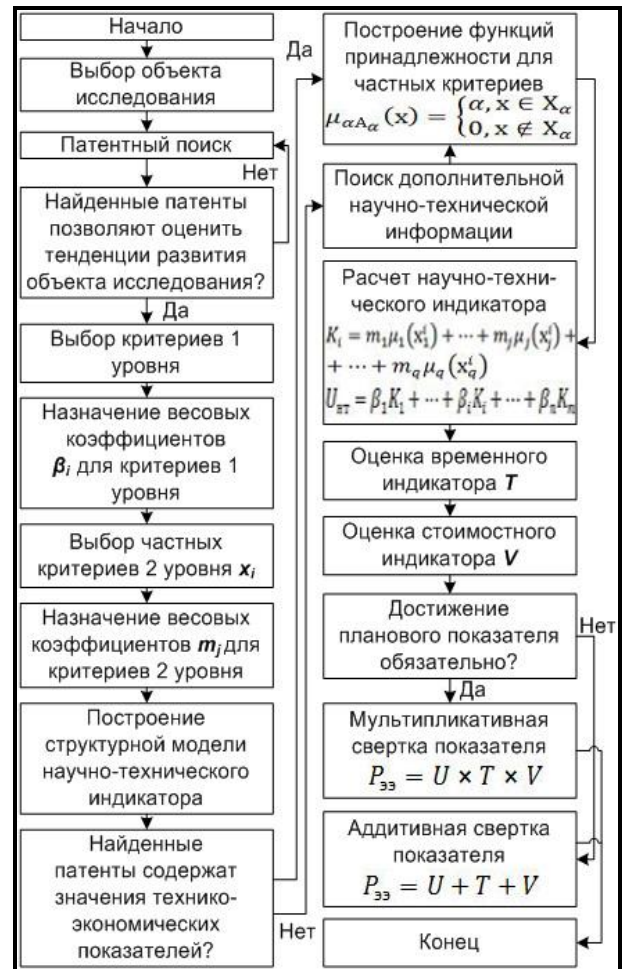 Начало
Выбор объекта
исследования
Патентный поиск
Нет
Найденные патенты
позволяют оценить
тенденции развития
объекта исследования?
Да
Выбор критериев 1
уровня
Назначение весовых
коэффициентов
βi для критериев 1
уровня
Выбор частных
критериев 2 уровня xi
Назначение весовых
коэффициентов mj для
критериев 2 уровня
Построение
структурной модели
научно-технического
индикатора
Найденные
патенты содержат
значения технико-
экономических
показателей?
Да
Нет
Построение функций
принадлежности для
частных критериев
μαAα(x) = {α, x ∈ Xα
0, x ∉ Xα
Поиск дополнительной
научно-технической
информации
Расчет научно-техни-
ческого индикатора
Ki = m1μ1(x1^i) + ··· + mjμj(xj^i) +
+ ··· + mqμq(xq^i)
Uнт = β1K1 + ··· + βiKi + ··· + βnKn
Оценка временного
индикатора T
Оценка стоимостного
индикатора V
Достижение
планового показателя
обязательно?
Нет
Да
Мультипликативная
свертка показателя
Pээ = U × T × V
Аддитивная свертка
показателя
Pээ = U + T + V
Конец